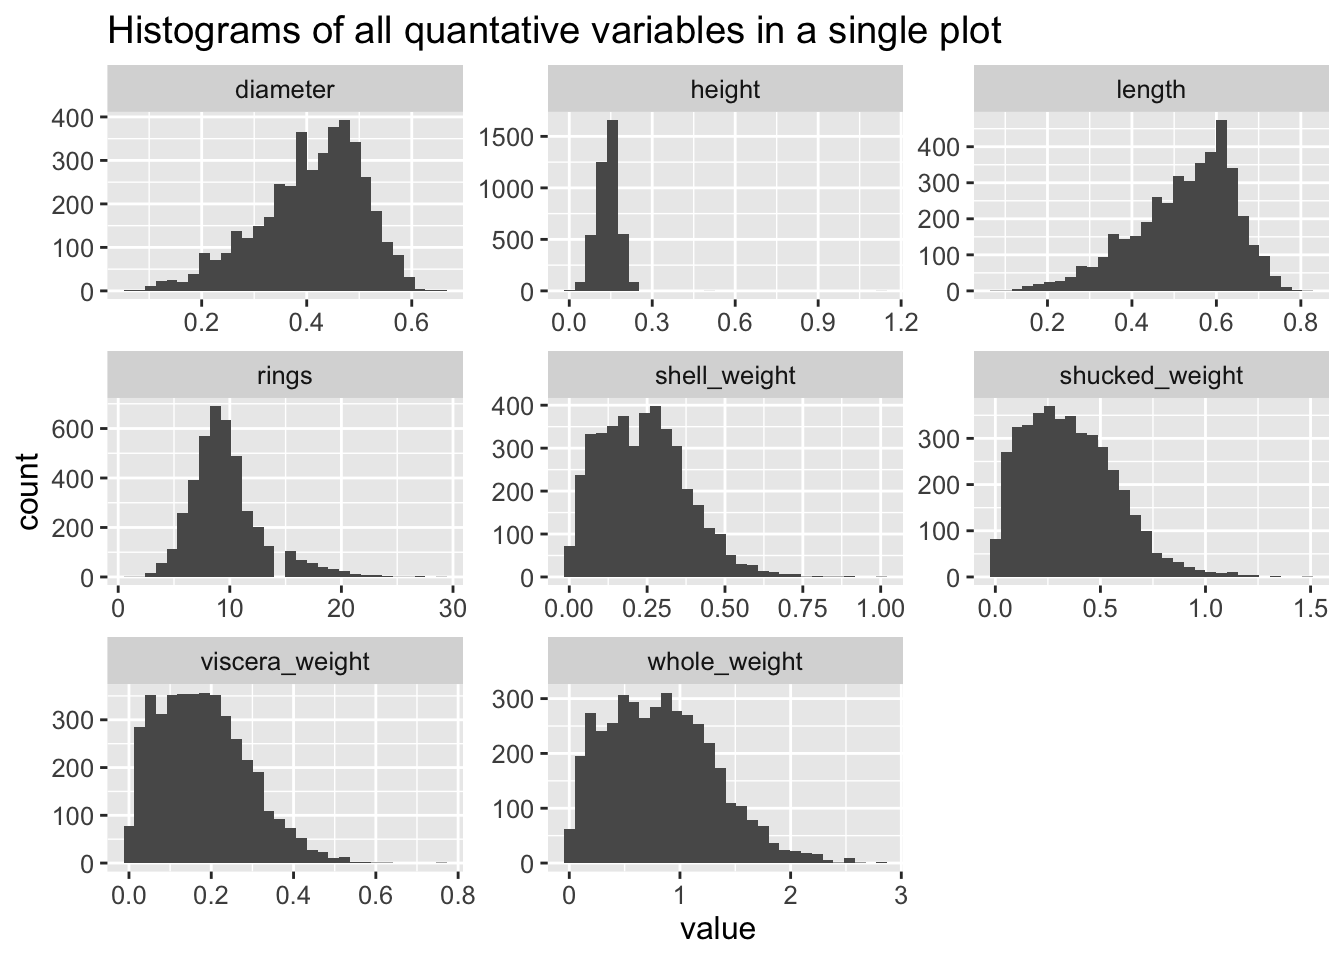 Histograms of all quantative variables in a single plot
diameter
400
300
200
100
0
0.2 0.4 0.6
height
1500
1000
500
0
0.0 0.3 0.6 0.9 1.2
length
400
300
200
100
0
0.2 0.4 0.6 0.8
count
rings
600
400
200
0
0 10 20 30
shell_weight
400
300
200
100
0
0.00 0.25 0.50 0.75 1.00
shucked_weight
300
200
100
0
0.0 0.5 1.0 1.5
viscera_weight
300
200
100
0
0.0 0.2 0.4 0.6 0.8
whole_weight
300
200
100
0
0 1 2 3
value